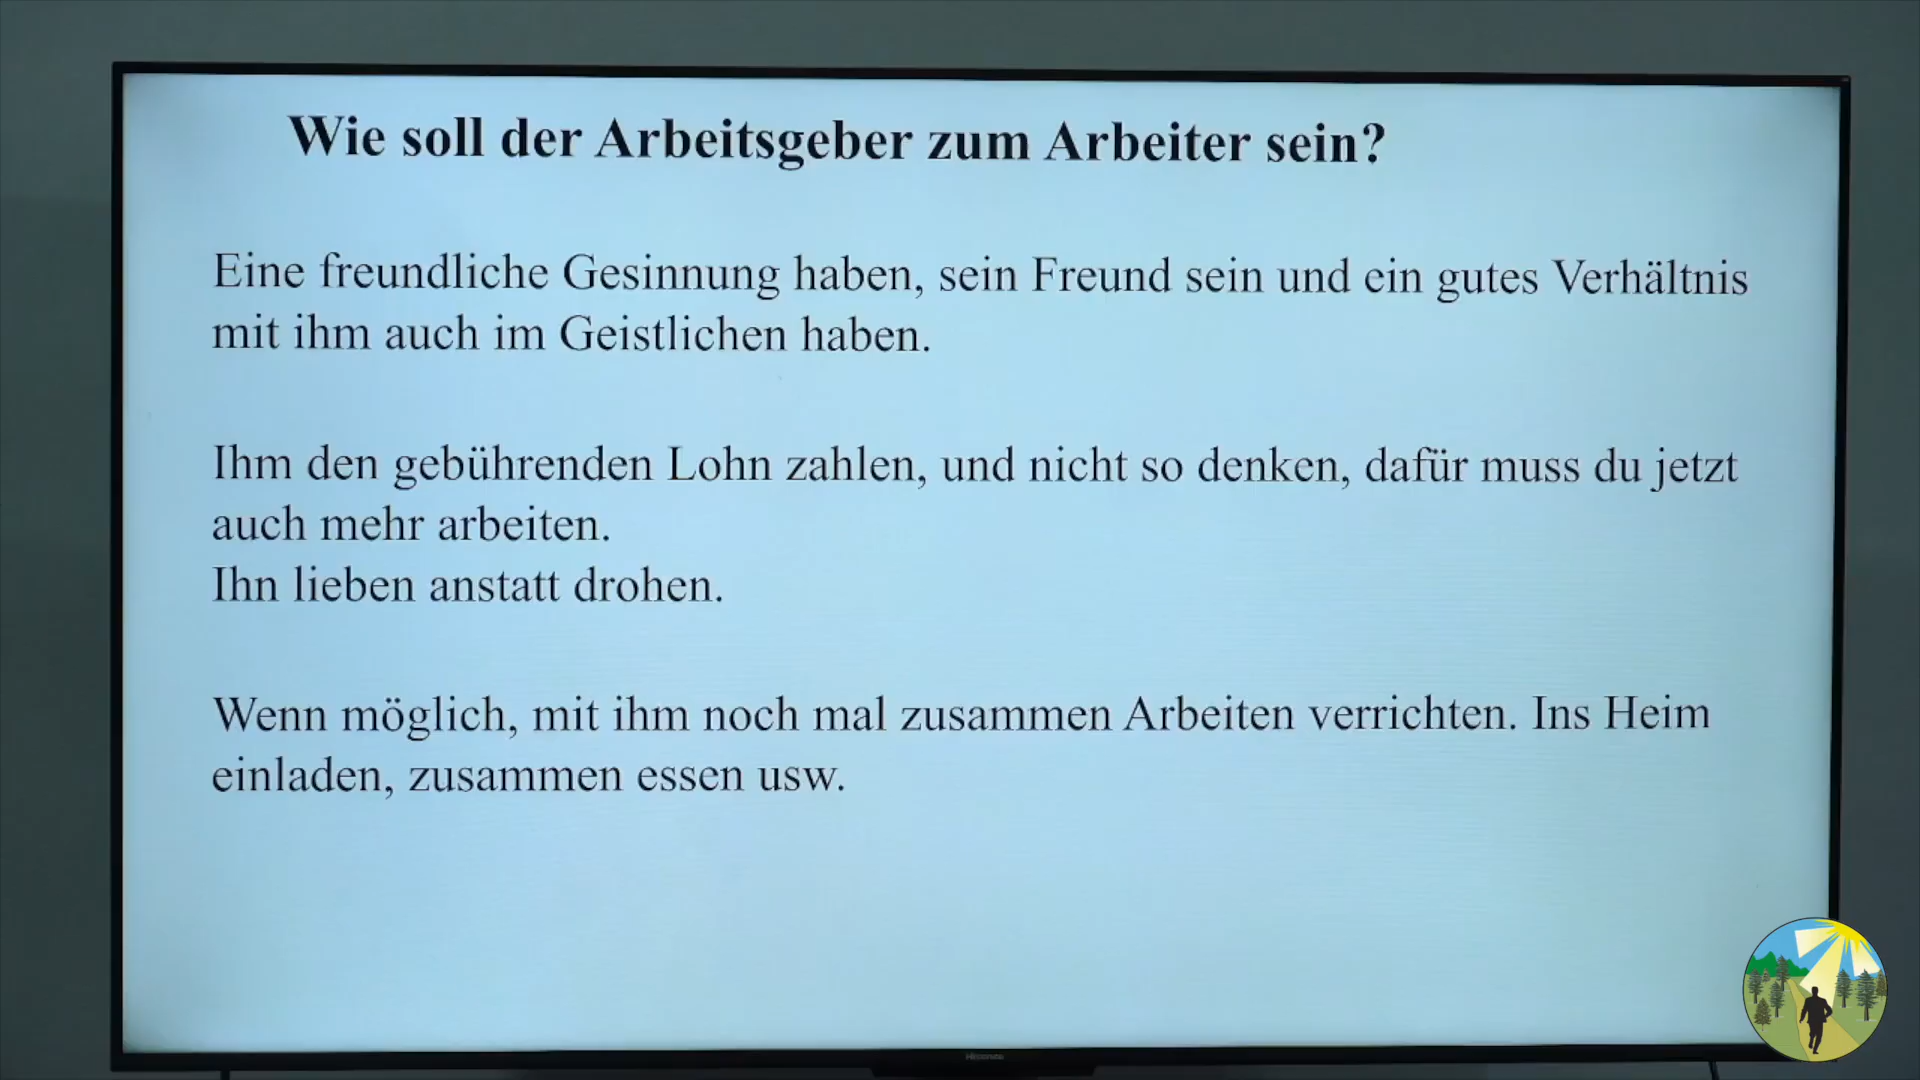 Wie soll der Arbeitsgeber zum Arbeiter sein?
Eine freundliche Gesinnung haben, sein Freund sein und ein gutes Verhältnis
mit ihm auch im Geistlichen haben.
Ihm den gebührenden Lohn zahlen, und nicht so denken, dafür muss du jetzt
auch mehr arbeiten.
Ihn lieben anstatt drohen.
Wenn möglich, mit ihm noch mal zusammen Arbeiten verrichten. Ins Heim
einladen, zusammen essen usw.
Hisense